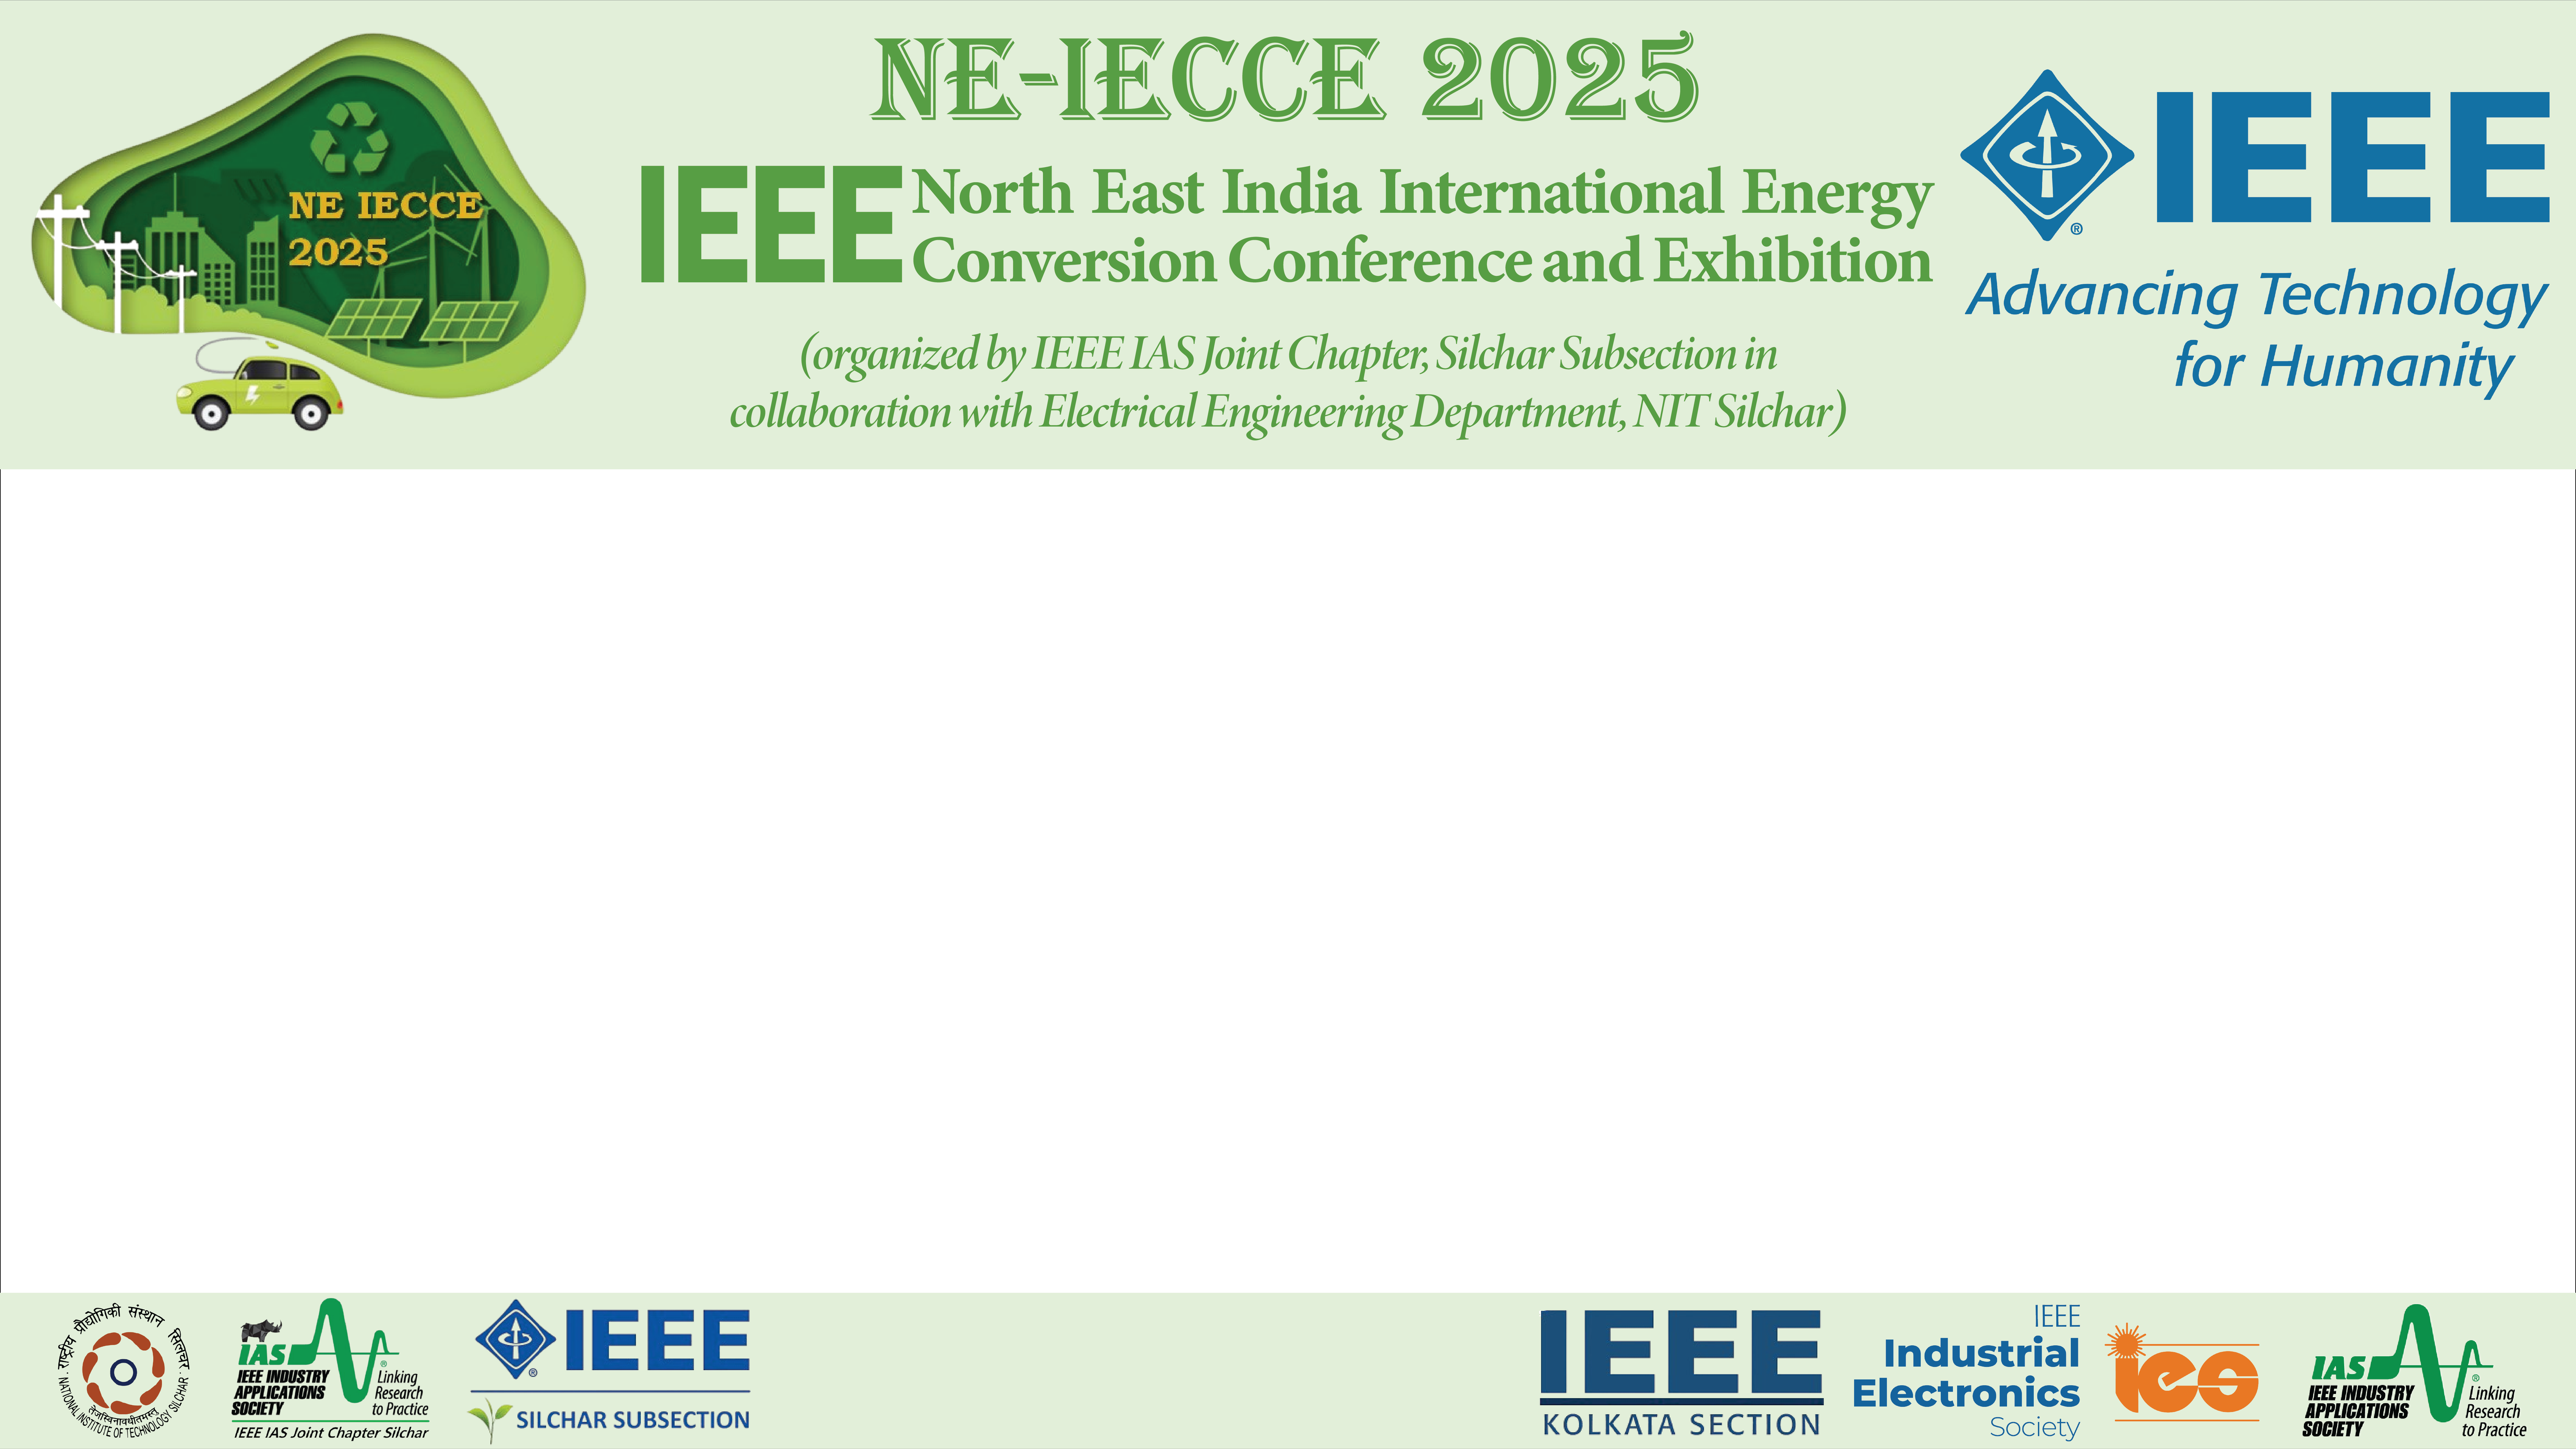 NE IECCE
2025
NE-IECCE 2025
IEEE North East India International Energy
Conversion Conference and Exhibition
(organized by IEEE IAS Joint Chapter, Silchar Subsection in
collaboration with Electrical Engineering Department, NIT Silchar)
IEEE
®
Advancing Technology
for Humanity
राष्ट्रीय प्रौद्योगिकी संस्थान सिलचर
तेजस्विनावधीतमस्तु
NATIONAL INSTITUTE OF TECHNOLOGY SILCHAR
IAS
®
IEEE INDUSTRY
APPLICATIONS
SOCIETY
Linking
Research
to Practice
IEEE IAS Joint Chapter Silchar
IEEE
®
SILCHAR SUBSECTION
IEEE
KOLKATA SECTION
IEEE
Industrial
Electronics
Society
ies
IAS
®
IEEE INDUSTRY
APPLICATIONS
SOCIETY
Linking
Research
to Practice